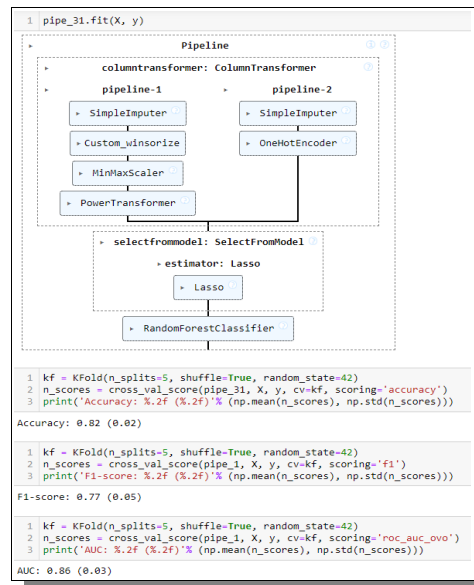 1 pipe_31.fit(X, y)
▸ Pipeline i ?
▸ columntransformer: ColumnTransformer ?
▸ pipeline-1 ▸ pipeline-2
▸ SimpleImputer ? ▸ SimpleImputer ?
▸ Custom_winsorize ▸ OneHotEncoder ?
▸ MinMaxScaler ?
▸ PowerTransformer ?
▸ selectfrommodel: SelectFromModel ?
▸ estimator: Lasso
▸ Lasso ?
▸ RandomForestClassifier ?
1 kf = KFold(n_splits=5, shuffle=True, random_state=42)
2 n_scores = cross_val_score(pipe_31, X, y, cv=kf, scoring='accuracy')
3 print('Accuracy: %.2f (%.2f)'% (np.mean(n_scores), np.std(n_scores)))
Accuracy: 0.82 (0.02)
1 kf = KFold(n_splits=5, shuffle=True, random_state=42)
2 n_scores = cross_val_score(pipe_1, X, y, cv=kf, scoring='f1')
3 print('F1-score: %.2f (%.2f)'% (np.mean(n_scores), np.std(n_scores)))
F1-score: 0.77 (0.05)
1 kf = KFold(n_splits=5, shuffle=True, random_state=42)
2 n_scores = cross_val_score(pipe_1, X, y, cv=kf, scoring='roc_auc_ovo')
3 print('AUC: %.2f (%.2f)'% (np.mean(n_scores), np.std(n_scores)))
AUC: 0.86 (0.03)